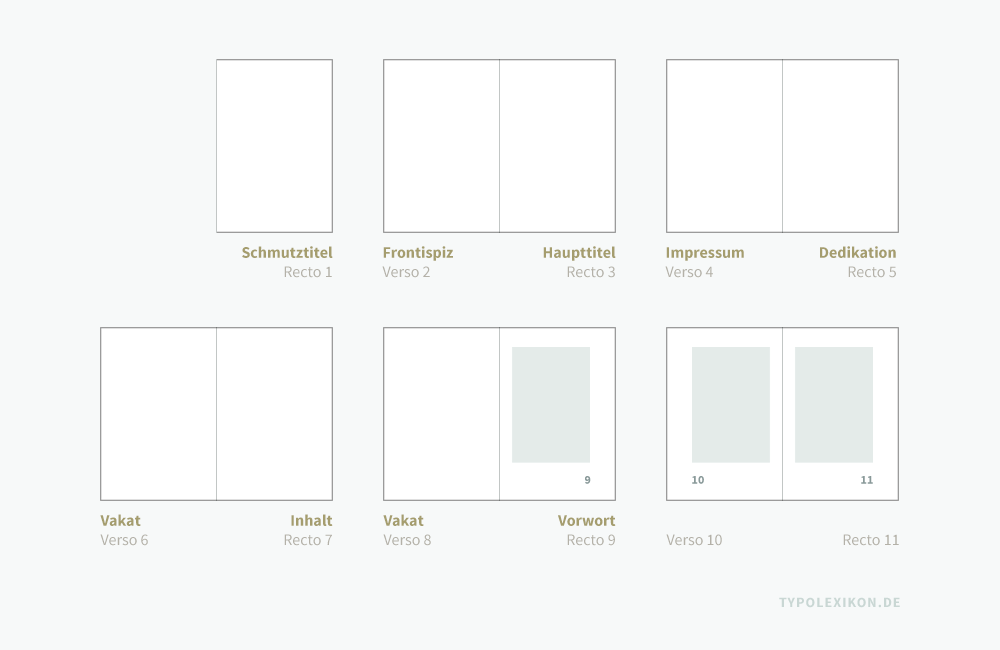 Schmutztitel
Recto 1
Frontispiz
Verso 2
Haupttitel
Recto 3
Impressum
Verso 4
Dedikation
Recto 5
Vakat
Verso 6
Inhalt
Recto 7
9
Vakat
Verso 8
Vorwort
Recto 9
10
11
Verso 10
Recto 11
TYPOLEXIKON.DE